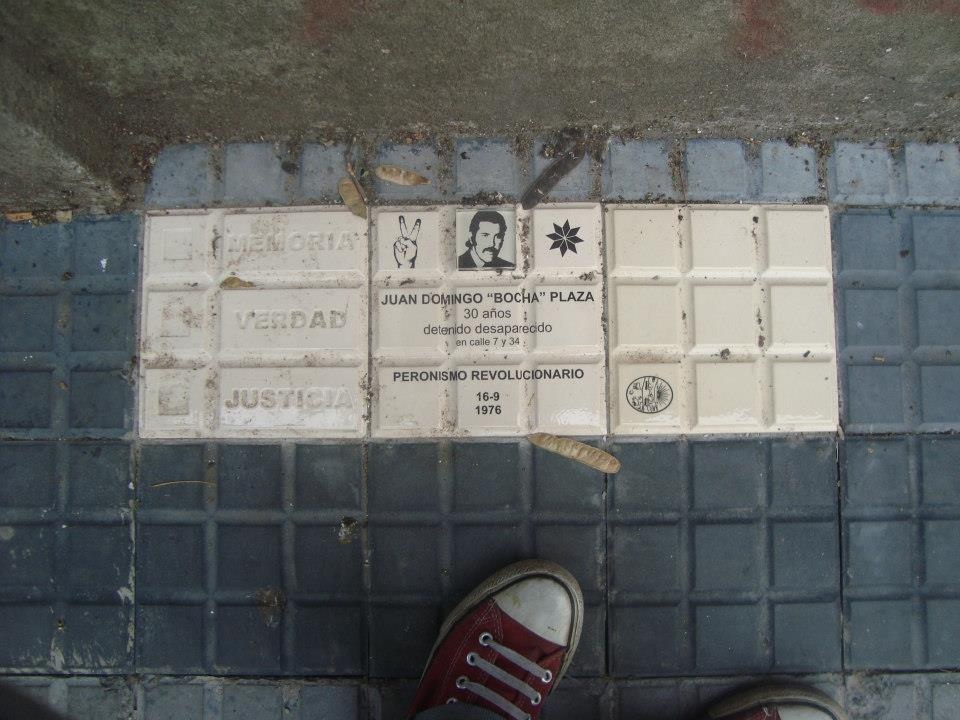 MEMORIA
VERDAD
JUSTICIA
JUAN DOMINGO "BOCHA" PLAZA
30 años
detenido desaparecido
en calle 7 y 34
PERONISMO REVOLUCIONARIO
16-9
1976